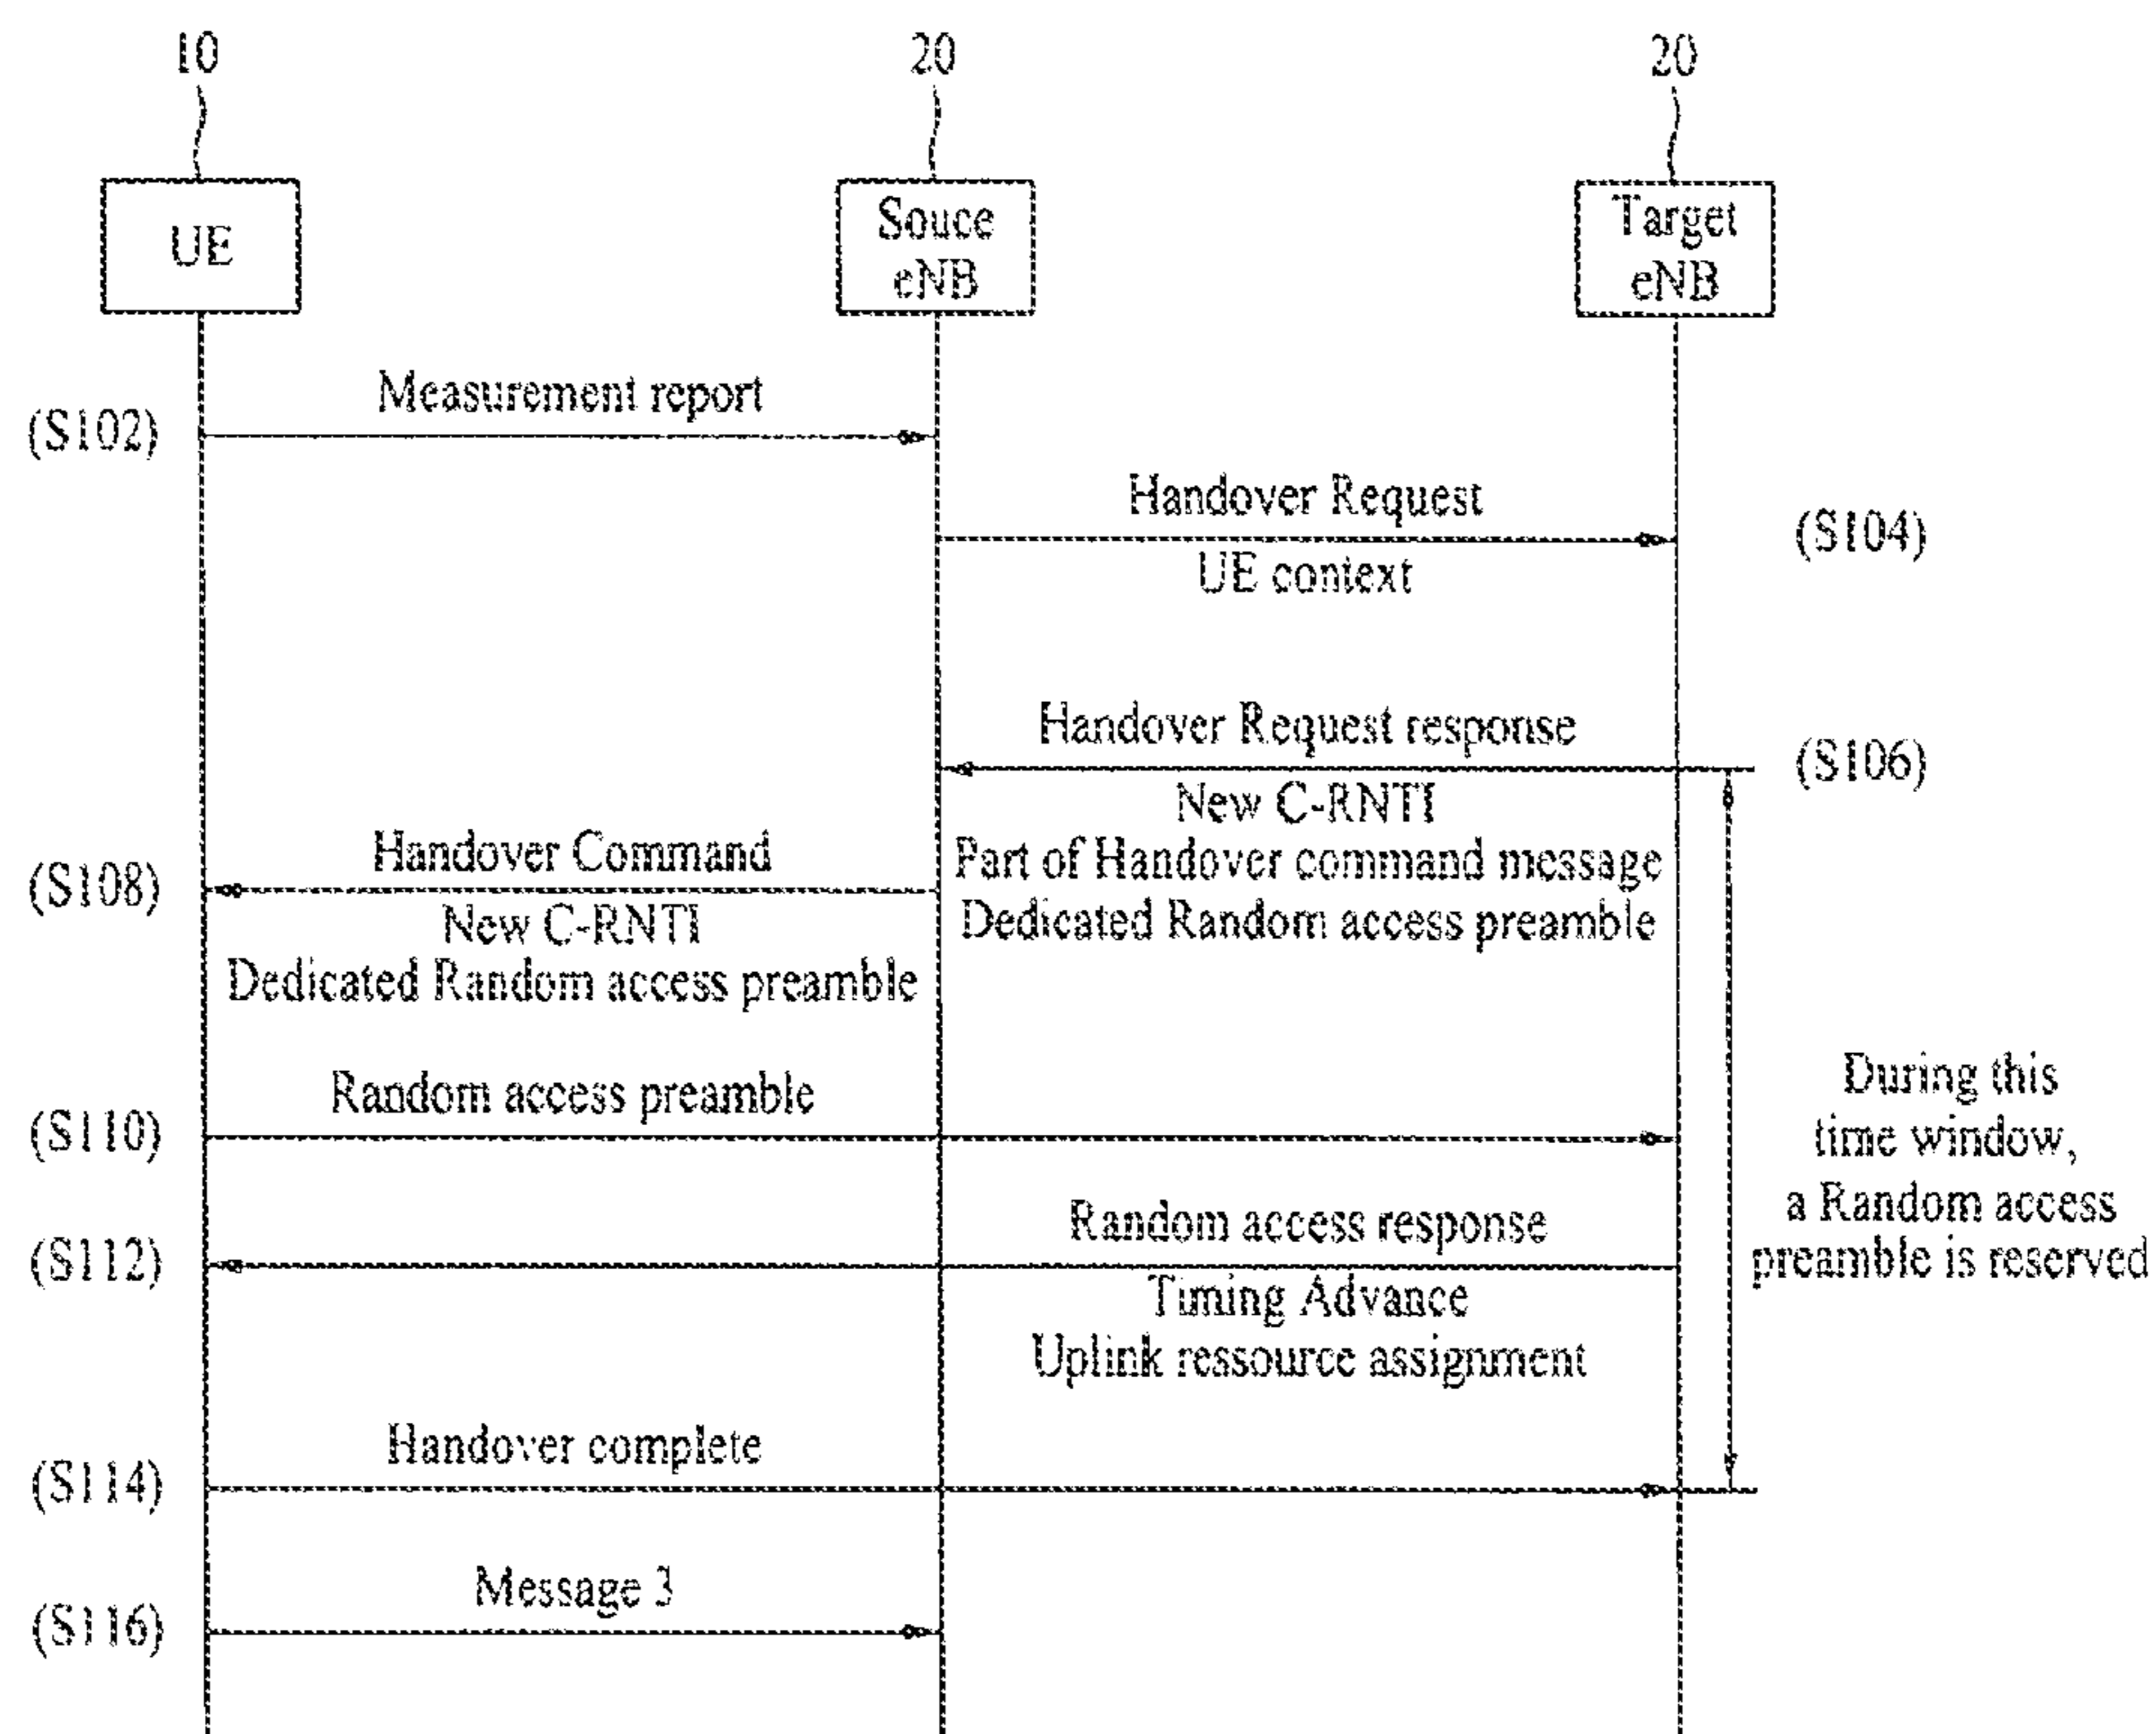 10
20
20
UE
Souce
eNB
Target
eNB
Measurement report
(S102)
Handover Request
(S104)
UE context
Handover Request response
(S106)
New C-RNTI
Part of Handover command message
Dedicated Random access preamble
Handover Command
(S108)
New C-RNTI
Dedicated Random access preamble
Random access preamble
(S110)
During this
time window,
a Random access
preamble is reserved
Random access response
(S112)
Timing Advance
Uplink ressource assignment
Handover complete
(S114)
Message 3
(S116)